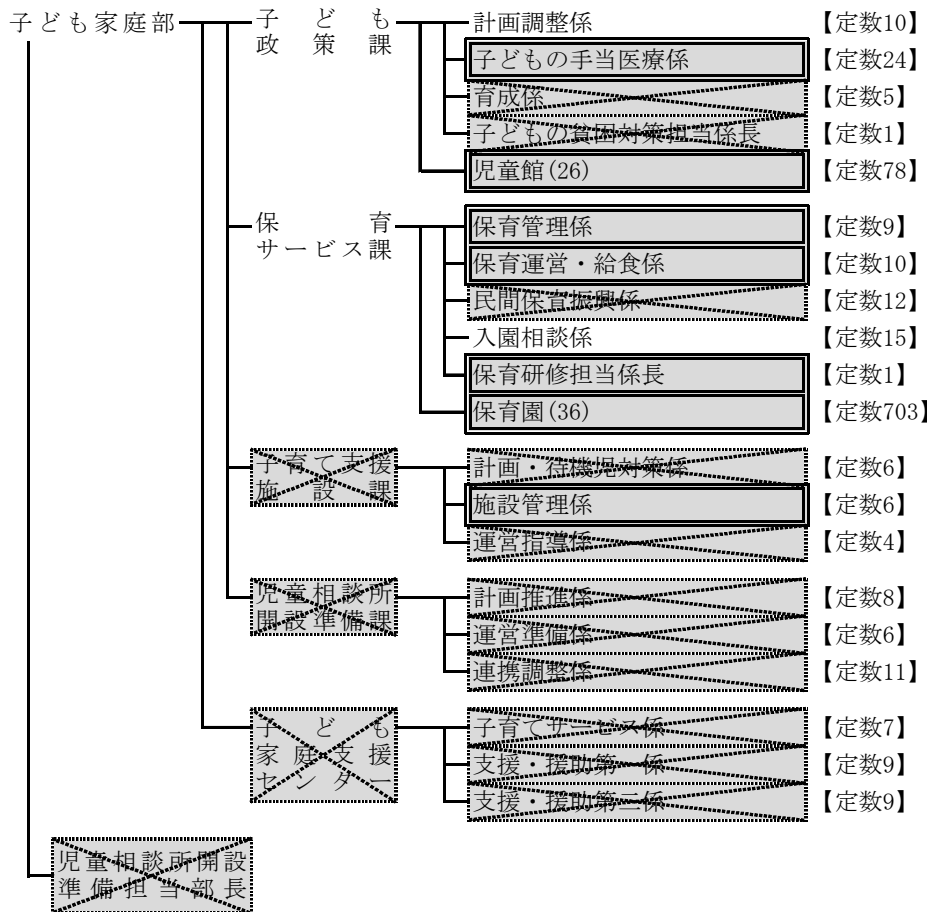 子ども家庭部
子ども
政策課
計画調整係 【定数10】
子どもの手当医療係 【定数24】
育成係 【定数5】
子どもの貧困対策担当係長 【定数1】
児童館(26) 【定数78】
保育
サービス課
保育管理係 【定数9】
保育運営・給食係 【定数10】
民間保育振興係 【定数12】
入園相談係 【定数15】
保育研修担当係長 【定数1】
保育園(36) 【定数703】
子育て支援
施設課
計画・待機児対策係 【定数6】
施設管理係 【定数6】
運営指導係 【定数4】
児童相談所
開設準備課
計画推進係 【定数8】
運営準備係 【定数6】
連携調整係 【定数11】
子ども
家庭支援
センター
子育てサービス係 【定数7】
支援・援助第一係 【定数9】
支援・援助第二係 【定数9】
児童相談所開設
準備担当部長